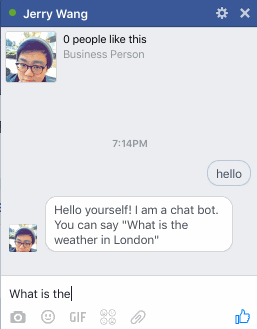 Jerry Wang
0 people like this
Business Person
7:14PM
hello
Hello yourself! I am a chat bot.
You can say "What is the
weather in London"
What is the
GIF